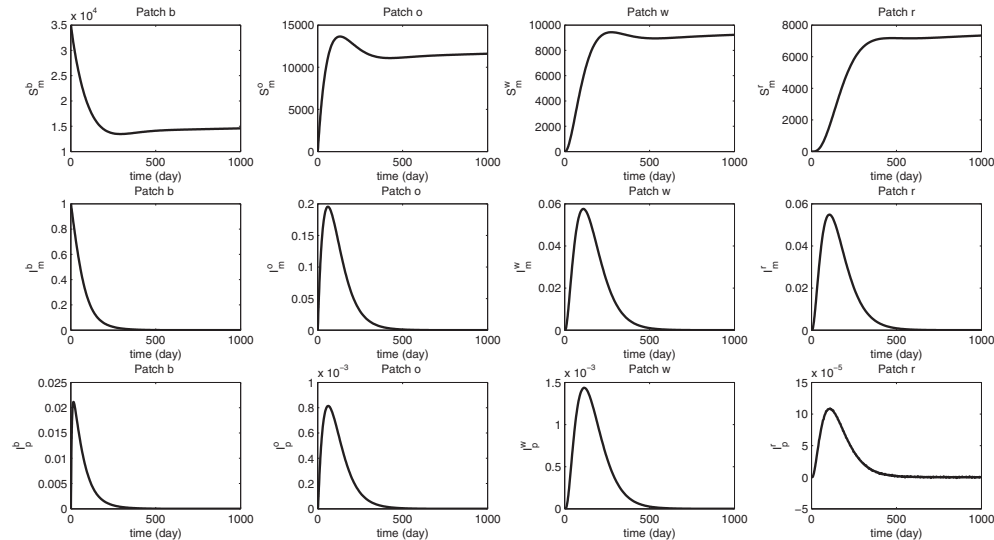 Patch b
x 10^4
3.5
3
2.5
2
1.5
1
S_m^b
0
500
1000
time (day)
Patch o
15000
10000
5000
0
S_m^o
0
500
1000
time (day)
Patch w
10000
8000
6000
4000
2000
0
S_m^w
0
500
1000
time (day)
Patch r
8000
6000
4000
2000
0
S_m^r
0
500
1000
time (day)
Patch b
1
0.8
0.6
0.4
0.2
0
I_m^b
0
500
1000
time (day)
Patch o
0.2
0.15
0.1
0.05
0
I_m^o
0
500
1000
time (day)
Patch w
0.06
0.04
0.02
0
I_m^w
0
500
1000
time (day)
Patch r
0.06
0.04
0.02
0
I_m^r
0
500
1000
time (day)
Patch b
0.025
0.02
0.015
0.01
0.005
0
I_p^b
0
500
1000
time (day)
Patch o
x 10^−3
1
0.8
0.6
0.4
0.2
0
I_p^o
0
500
1000
time (day)
Patch w
x 10^−3
1.5
1
0.5
0
I_p^w
0
500
1000
time (day)
Patch r
x 10^−5
15
10
5
0
−5
I_p^r
0
500
1000
time (day)